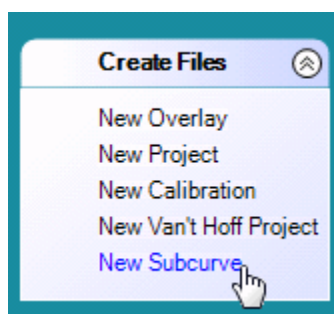 Create Files
New Overlay
New Project
New Calibration
New Van't Hoff Project
New Subcurve